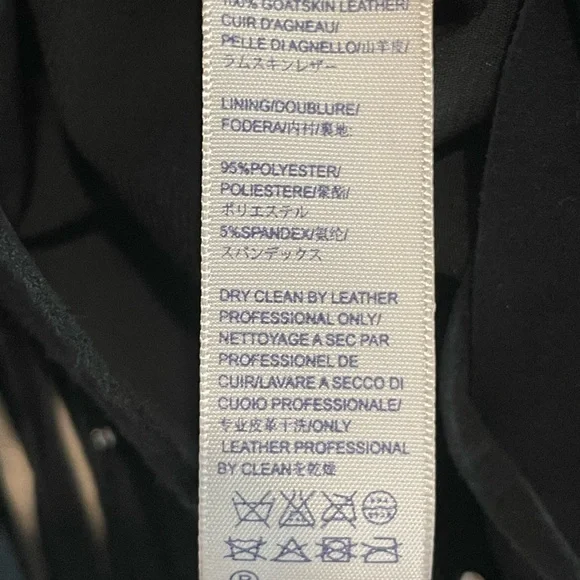 100% GOATSKIN LEATHER/
CUIR D'AGNEAU/
PELLE DI AGNELLO/山羊皮/
ラムスキンレザー
LINING/DOUBLURE/
FODERA/内衬/裏地:
95%POLYESTER/
POLIESTERE/聚酯/
ポリエステル
5%SPANDEX/氨纶/
スパンデックス
DRY CLEAN BY LEATHER
PROFESSIONAL ONLY/
NETTOYAGE A SEC PAR
PROFESSIONEL DE
CUIR/LAVARE A SECCO DI
CUOIO PROFESSIONALE/
专业皮革干洗/ONLY
LEATHER PROFESSIONAL
BY CLEANを乾燥